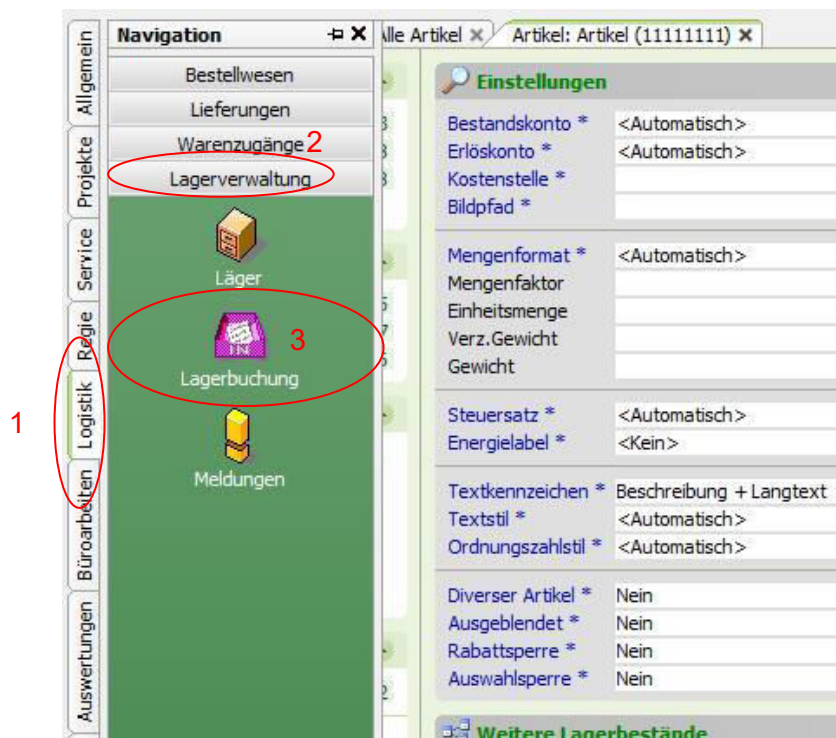 Navigation
Alle Artikel
Artikel: Artikel (11111111)
Allgemein
Projekte
Service
Regie
Logistik
Büroarbeiten
Auswertungen
1
Bestellwesen
Lieferungen
Warenzugänge
2
Lagerverwaltung
Läger
3
IN
Lagerbuchung
Meldungen
Einstellungen
Bestandskonto * <Automatisch>
Erlöskonto * <Automatisch>
Kostenstelle *
Bildpfad *
Mengenformat * <Automatisch>
Mengenfaktor
Einheitsmenge
Verz.Gewicht
Gewicht
Steuersatz * <Automatisch>
Energielabel * <Kein>
Textkennzeichen * Beschreibung + Langtext
Textstil * <Automatisch>
Ordnungszahlstil * <Automatisch>
Diverser Artikel * Nein
Ausgeblendet * Nein
Rabattsperre * Nein
Auswahlsperre * Nein
Weitere Lagerbestände